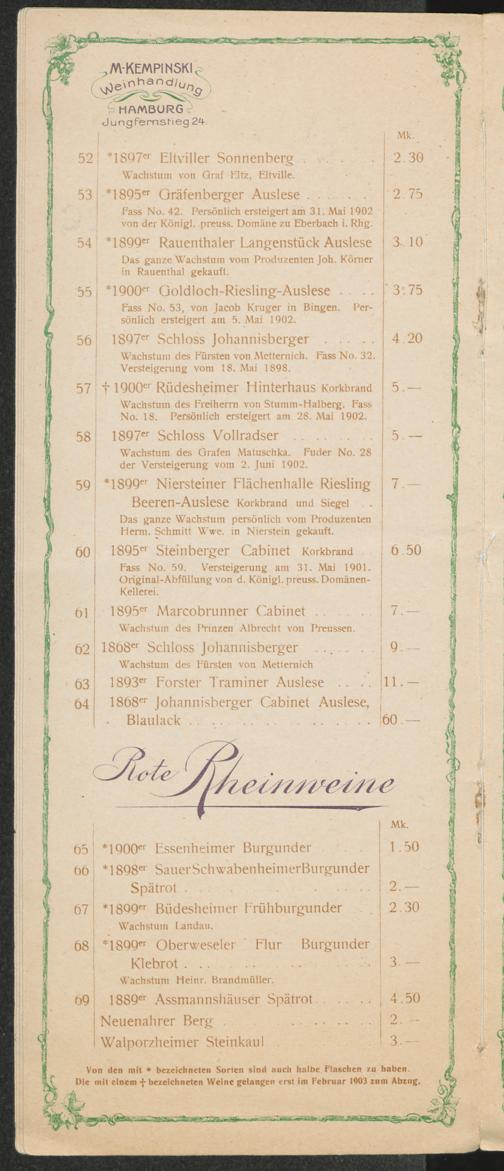 M. KEMPINSKI
Weinhandlung
HAMBURG
Jungfernstieg 24.
Mk.
52 *1897er Eltviller Sonnenberg . . . . . . 2.30
Wachstum von Graf Eltz, Eltville.
53 *1895er Gräfenberger Auslese . . . . . 2.75
Fass No. 42. Persönlich ersteigert am 31. Mai 1902
von der Königl. preuss. Domäne zu Eberbach i. Rhg.
54 *1899er Rauenthaler Langenstück Auslese 3.10
Das ganze Wachstum vom Produzenten Joh. Körner
in Rauenthal gekauft.
55 *1900er Goldloch-Riesling-Auslese . . . . 3.75
Fass No. 53, von Jacob Kruger in Bingen. Per-
sönlich ersteigert am 5. Mai 1902.
56 1897er Schloss Johannisberger . . . . . 4.20
Wachstum des Fürsten von Metternich. Fass No. 32.
Versteigerung vom 18. Mai 1898.
57 † 1900er Rüdesheimer Hinterhaus Korkbrand 5.—
Wachstum des Freiherrn von Stumm-Halberg. Fass
No. 18. Persönlich ersteigert am 28. Mai 1902.
58 1897er Schloss Vollradser . . . . . . . 5.—
Wachstum des Grafen Matuschka. Fuder No. 28
der Versteigerung vom 2. Juni 1902.
59 *1899er Niersteiner Flächenhalle Riesling 7.—
Beeren-Auslese Korkbrand und Siegel . .
Das ganze Wachstum persönlich vom Produzenten
Herm. Schmitt Wwe. in Nierstein gekauft.
60 1895er Steinberger Cabinet Korkbrand . . 6.50
Fass No. 59. Versteigerung am 31. Mai 1901.
Original-Abfüllung von d. Königl. preuss. Domänen-
Kellerei.
61 1895er Marcobrunner Cabinet . . . . . 7.—
Wachstum des Prinzen Albrecht von Preussen.
62 1868er Schloss Johannisberger . . . . . 9.—
Wachstum des Fürsten von Metternich
63 1893er Forster Traminer Auslese . . . . 11.—
64 1868er Johannisberger Cabinet Auslese,
Blaulack . . . . . . . . . . . . . 60.—
Rote Rheinweine
Mk.
65 *1900er Essenheimer Burgunder . . . . 1.50
66 *1898er Sauer Schwabenheimer Burgunder
Spätrot . . . . . . . . . . . . . 2.—
67 *1899er Büdesheimer Frühburgunder . . 2.30
Wachstum Landau.
68 *1899er Oberweseler Flur Burgunder
Klebrot . . . . . . . . . . . . . 3.—
Wachstum Heinr. Brandmüller.
69 1889er Assmannshäuser Spätrot . . . . . 4.50
Neuenahrer Berg . . . . . . . . . . 2.—
Walporzheimer Steinkaul . . . . . . . 3.—
Von den mit * bezeichneten Sorten sind auch halbe Flaschen zu haben.
Die mit einem † bezeichneten Weine gelangen erst im Februar 1903 zum Abzug.